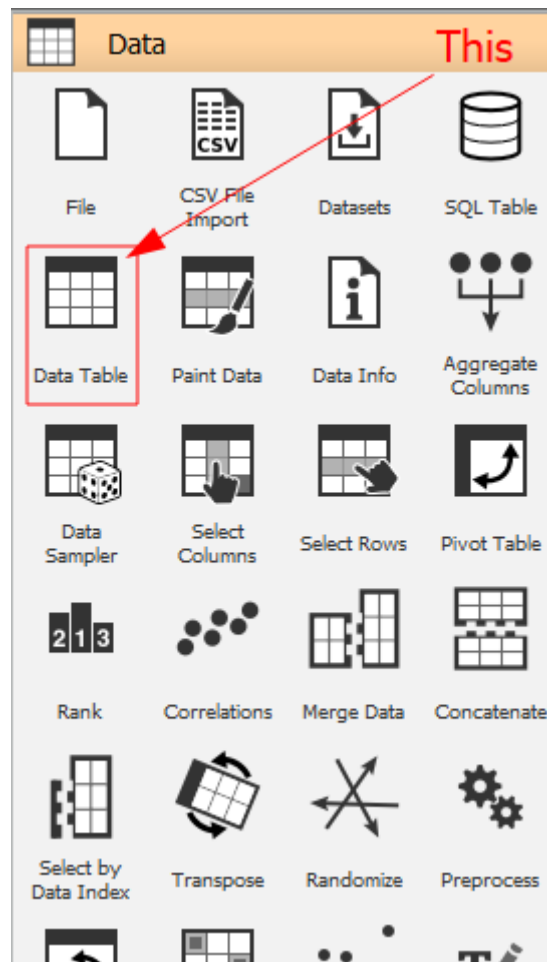 Data
This
File
CSV
CSV File
Import
Datasets
SQL Table
Data Table
Paint Data
Data Info
Aggregate
Columns
Data
Sampler
Select
Columns
Select Rows
Pivot Table
2 1 3
Rank
Correlations
Merge Data
Concatenate
Select by
Data Index
Transpose
Randomize
Preprocess